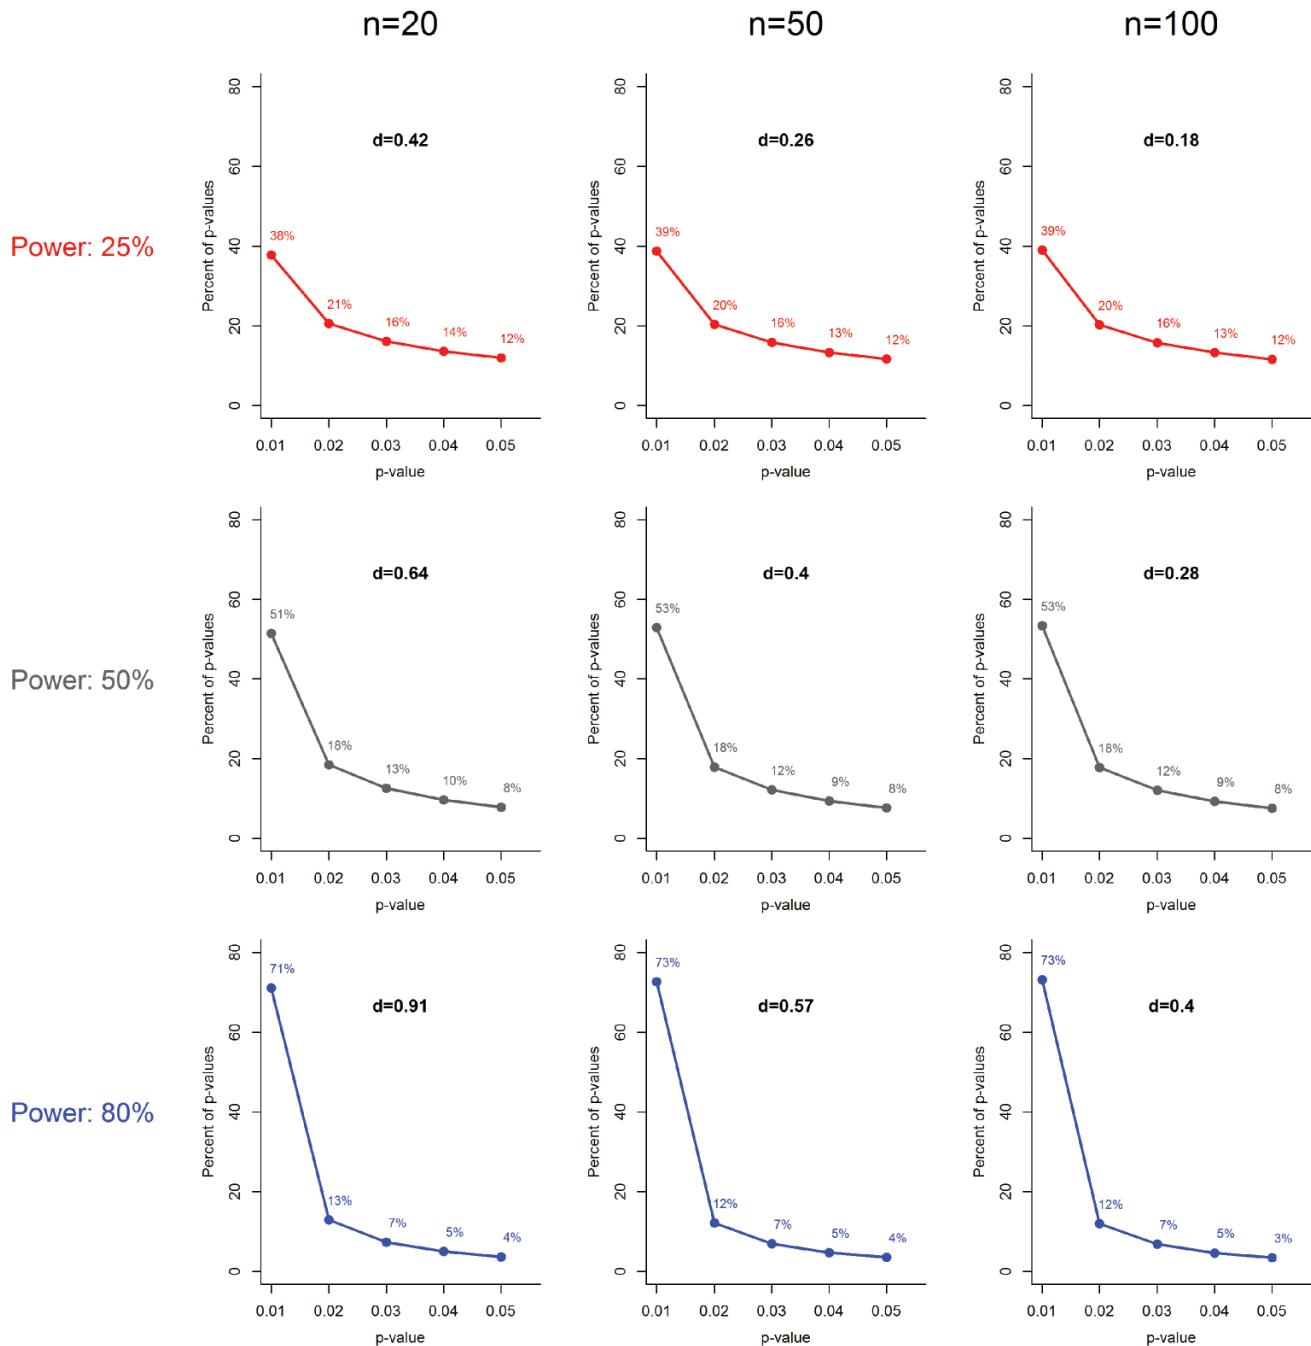 n=20
n=50
n=100
Power: 25%
Percent of p-values
80
60
40
20
0
d=0.42
38%
21%
16%
14%
12%
0.01 0.02 0.03 0.04 0.05
p-value
Percent of p-values
80
60
40
20
0
d=0.26
39%
20%
16%
13%
12%
0.01 0.02 0.03 0.04 0.05
p-value
Percent of p-values
80
60
40
20
0
d=0.18
39%
20%
16%
13%
12%
0.01 0.02 0.03 0.04 0.05
p-value
Power: 50%
Percent of p-values
80
60
40
20
0
d=0.64
51%
18%
13%
10%
8%
0.01 0.02 0.03 0.04 0.05
p-value
Percent of p-values
80
60
40
20
0
d=0.4
53%
18%
12%
9%
8%
0.01 0.02 0.03 0.04 0.05
p-value
Percent of p-values
80
60
40
20
0
d=0.28
53%
18%
12%
9%
8%
0.01 0.02 0.03 0.04 0.05
p-value
Power: 80%
Percent of p-values
80
60
40
20
0
d=0.91
71%
13%
7%
5%
4%
0.01 0.02 0.03 0.04 0.05
p-value
Percent of p-values
80
60
40
20
0
d=0.57
73%
12%
7%
5%
4%
0.01 0.02 0.03 0.04 0.05
p-value
Percent of p-values
80
60
40
20
0
d=0.4
73%
12%
7%
5%
3%
0.01 0.02 0.03 0.04 0.05
p-value